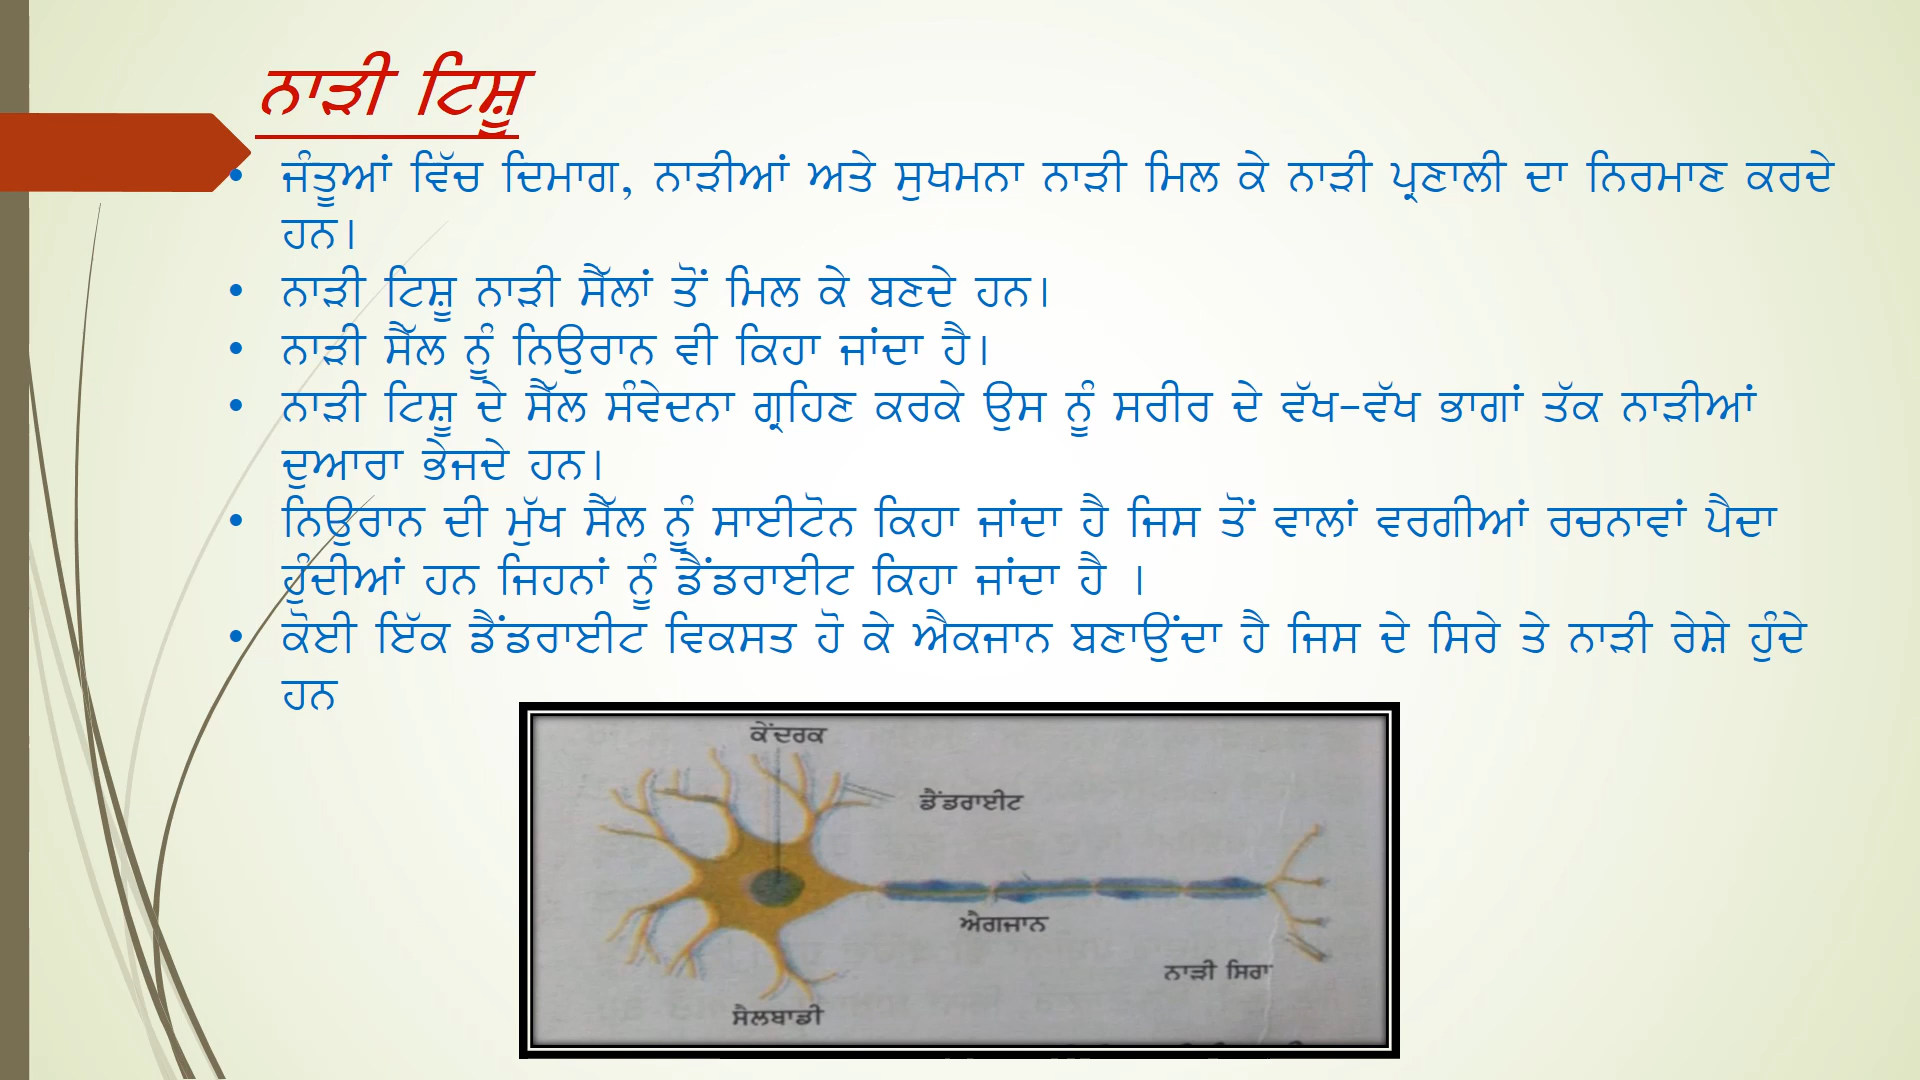 ਨਾੜੀ ਟਿਸ਼ੂ
• ਜੰਤੂਆਂ ਵਿੱਚ ਦਿਮਾਗ, ਨਾੜੀਆਂ ਅਤੇ ਸੁਖਮਨਾ ਨਾੜੀ ਮਿਲ ਕੇ ਨਾੜੀ ਪ੍ਰਣਾਲੀ ਦਾ ਨਿਰਮਾਣ ਕਰਦੇ
ਹਨ।
• ਨਾੜੀ ਟਿਸ਼ੂ ਨਾੜੀ ਸੈੱਲਾਂ ਤੋਂ ਮਿਲ ਕੇ ਬਣਦੇ ਹਨ।
• ਨਾੜੀ ਸੈੱਲ ਨੂੰ ਨਿਊਰਾਨ ਵੀ ਕਿਹਾ ਜਾਂਦਾ ਹੈ।
• ਨਾੜੀ ਟਿਸ਼ੂ ਦੇ ਸੈੱਲ ਸੰਵੇਦਨਾ ਗ੍ਰਹਿਣ ਕਰਕੇ ਉਸ ਨੂੰ ਸਰੀਰ ਦੇ ਵੱਖ-ਵੱਖ ਭਾਗਾਂ ਤੱਕ ਨਾੜੀਆਂ
ਦੁਆਰਾ ਭੇਜਦੇ ਹਨ।
• ਨਿਉਰਾਨ ਦੀ ਮੁੱਖ ਸੈੱਲ ਨੂੰ ਸਾਈਟੋਨ ਕਿਹਾ ਜਾਂਦਾ ਹੈ ਜਿਸ ਤੋਂ ਵਾਲਾਂ ਵਰਗੀਆਂ ਰਚਨਾਵਾਂ ਪੈਦਾ
ਹੁੰਦੀਆਂ ਹਨ ਜਿਹਨਾਂ ਨੂੰ ਡੈਂਡਰਾਈਟ ਕਿਹਾ ਜਾਂਦਾ ਹੈ ।
• ਕੋਈ ਇੱਕ ਡੈਂਡਰਾਈਟ ਵਿਕਸਤ ਹੋ ਕੇ ਐਕਜਾਨ ਬਣਾਉਂਦਾ ਹੈ ਜਿਸ ਦੇ ਸਿਰੇ ਤੇ ਨਾੜੀ ਰੇਸ਼ੇ ਹੁੰਦੇ
ਹਨ
ਕੇਂਦਰਕ
ਡੈਂਡਰਾਈਟ
ਐਗਜਾਨ
ਨਾੜੀ ਸਿਰਾ
ਸੈਲਬਾਡੀ